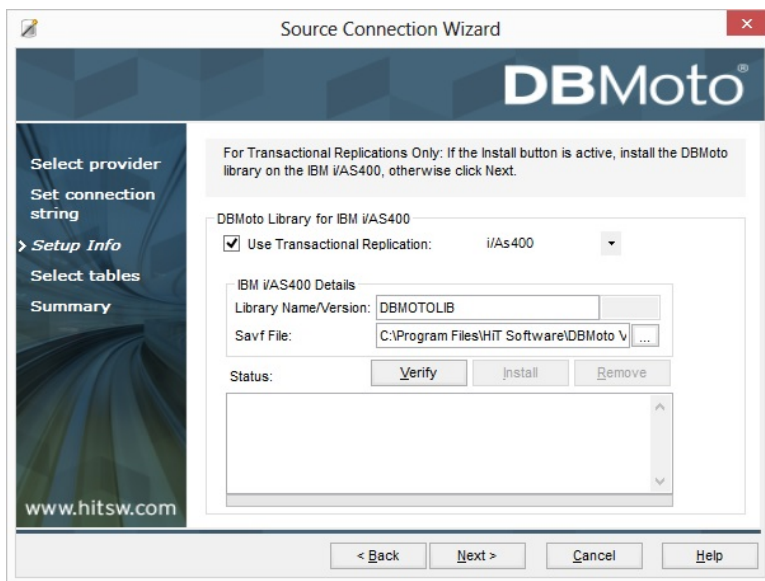 Source Connection Wizard
DBMoto®
Select provider
Set connection
string
Setup Info
Select tables
Summary
www.hitsw.com
For Transactional Replications Only: If the Install button is active, install the DBMoto
library on the IBM i/AS400, otherwise click Next.
DBMoto Library for IBM i/AS400
Use Transactional Replication: i/As400
IBM i/AS400 Details
Library Name/Version: DBMOTOLIB
Savf File: C:\Program Files\HiT Software\DBMoto V ...
Status: Verify Install Remove
< Back Next > Cancel Help